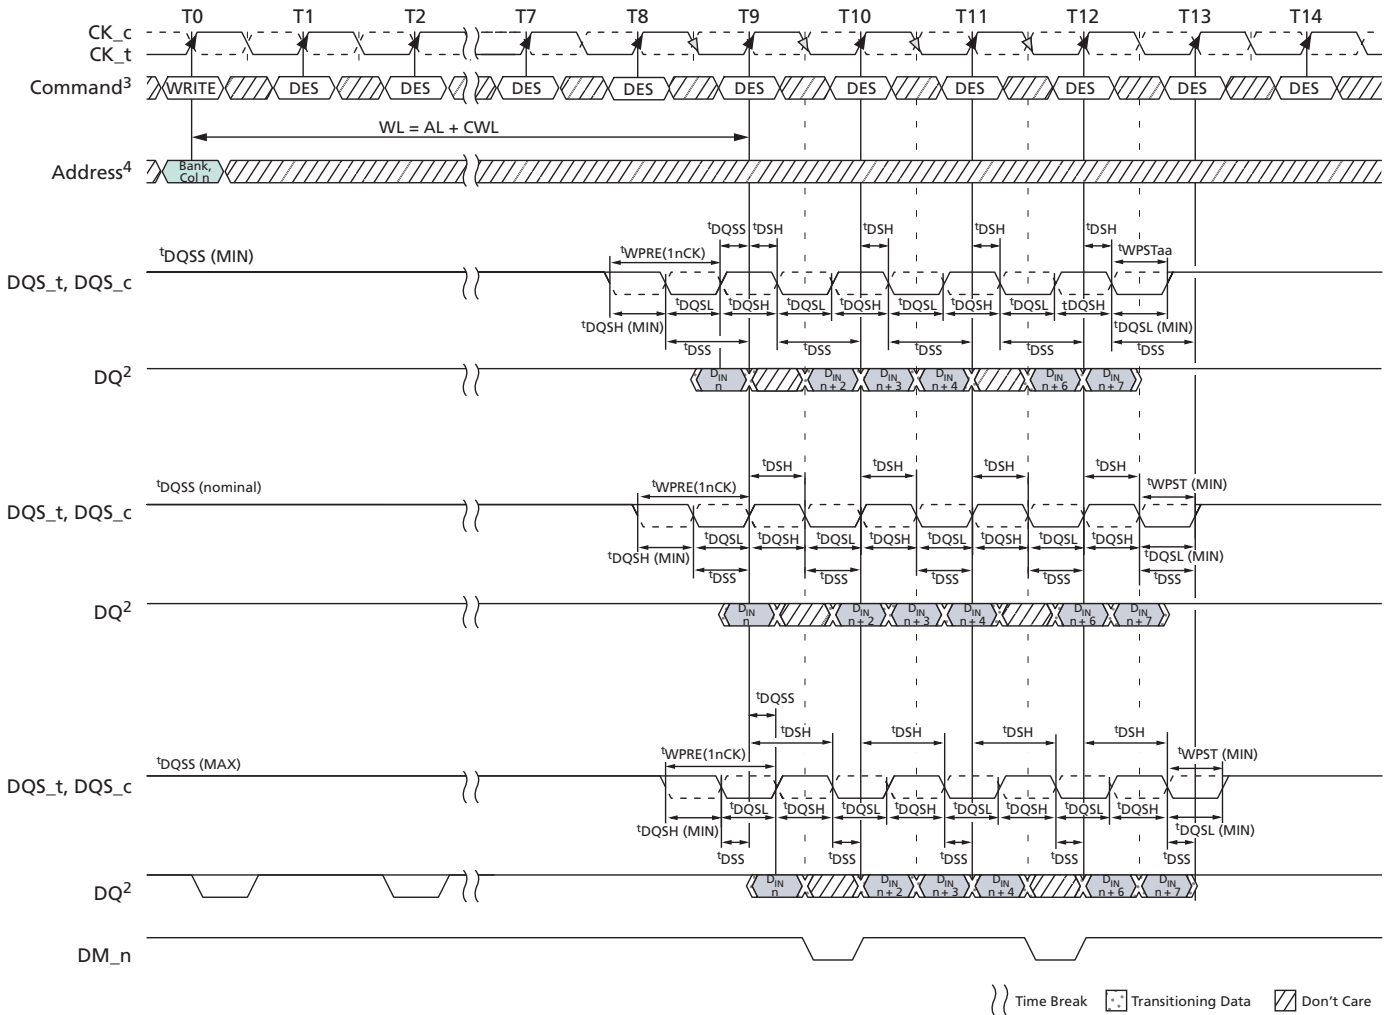 T0 T1 T2 T7 T8 T9 T10 T11 T12 T13 T14
CK_c
CK_t
Command3 WRITE DES DES DES DES DES DES DES DES DES DES
WL = AL + CWL
Address4 Bank,
Col n
tDQSS tDSH tDSH tDSH tDSH
tDQSS (MIN) tWPRE(1nCK) tWPSTaa
DQS_t, DQS_c
tDQSL tDQSH tDQSL tDQSH tDQSL tDQSH tDQSL tDQSH
tDQSH (MIN) tDQSL (MIN)
tDSS tDSS tDSS tDSS tDSS
DQ2 DIN DIN DIN DIN DIN DIN
n n + 2 n + 3 n + 4 n + 6 n + 7
tDSH tDSH tDSH tDSH
tDQSS (nominal) tWPRE(1nCK) tWPST (MIN)
DQS_t, DQS_c
tDQSL tDQSH tDQSL tDQSH tDQSL tDQSH tDQSL tDQSH
tDQSH (MIN) tDQSL (MIN)
tDSS tDSS tDSS tDSS tDSS
DQ2 DIN DIN DIN DIN DIN DIN
n n + 2 n + 3 n + 4 n + 6 n + 7
tDQSS
tDSH tDSH tDSH tDSH
tDQSS (MAX) tWPRE(1nCK) tWPST (MIN)
DQS_t, DQS_c
tDQSL tDQSH tDQSL tDQSH tDQSL tDQSH tDQSL tDQSH
tDQSH (MIN) tDQSL (MIN)
tDSS tDSS tDSS tDSS tDSS
DQ2 DIN DIN DIN DIN DIN DIN
n n + 2 n + 3 n + 4 n + 6 n + 7
DM_n
Time Break Transitioning Data Don't Care